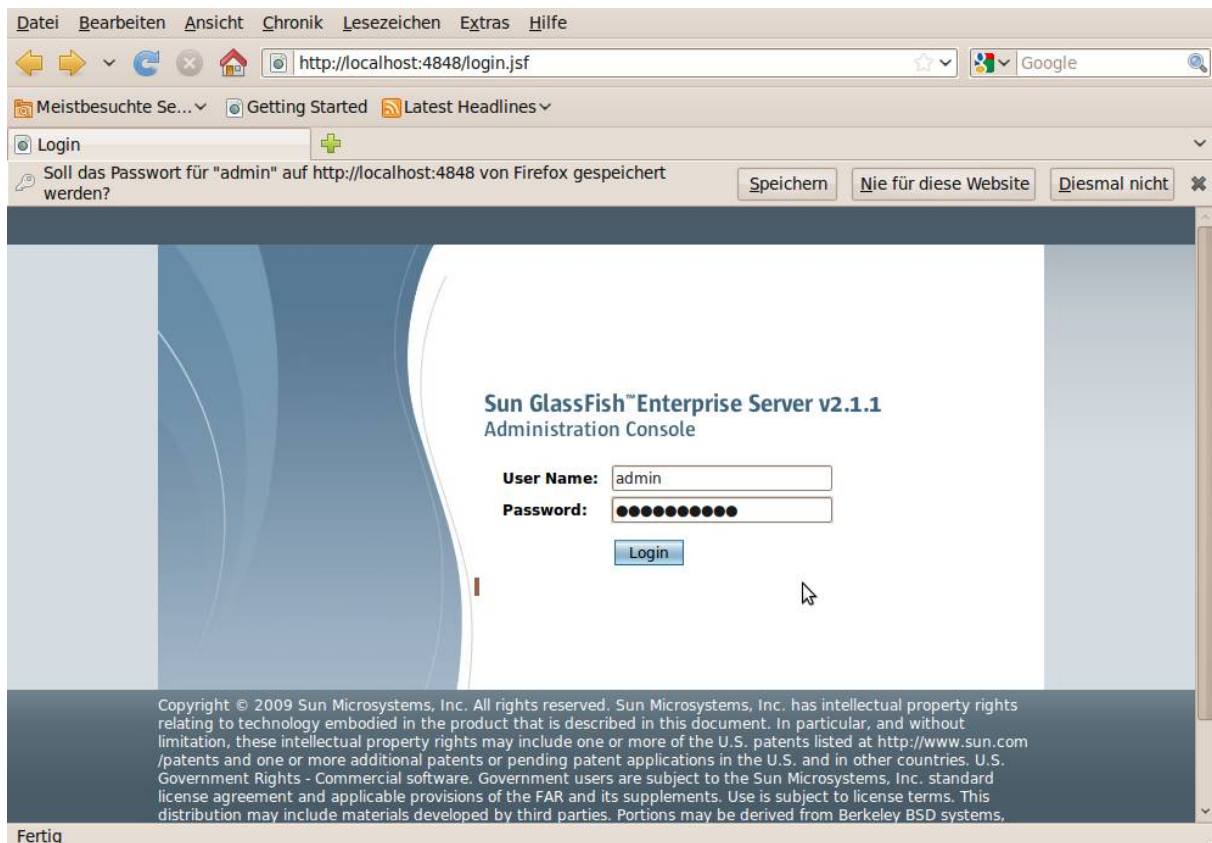 Datei Bearbeiten Ansicht Chronik Lesezeichen Extras Hilfe
http://localhost:4848/login.jsf
Google
Meistbesuchte Se... Getting Started Latest Headlines
Login
Soll das Passwort für "admin" auf http://localhost:4848 von Firefox gespeichert
werden?
Speichern Nie für diese Website Diesmal nicht
Sun GlassFish™ Enterprise Server v2.1.1
Administration Console
User Name: admin
Password: ●●●●●●●●●●
Login
Copyright © 2009 Sun Microsystems, Inc. All rights reserved. Sun Microsystems, Inc. has intellectual property rights
relating to technology embodied in the product that is described in this document. In particular, and without
limitation, these intellectual property rights may include one or more of the U.S. patents listed at http://www.sun.com
/patents and one or more additional patents or pending patent applications in the U.S. and in other countries. U.S.
Government Rights - Commercial software. Government users are subject to the Sun Microsystems, Inc. standard
license agreement and applicable provisions of the FAR and its supplements. Use is subject to license terms. This
distribution may include materials developed by third parties. Portions may be derived from Berkeley BSD systems,
Fertig